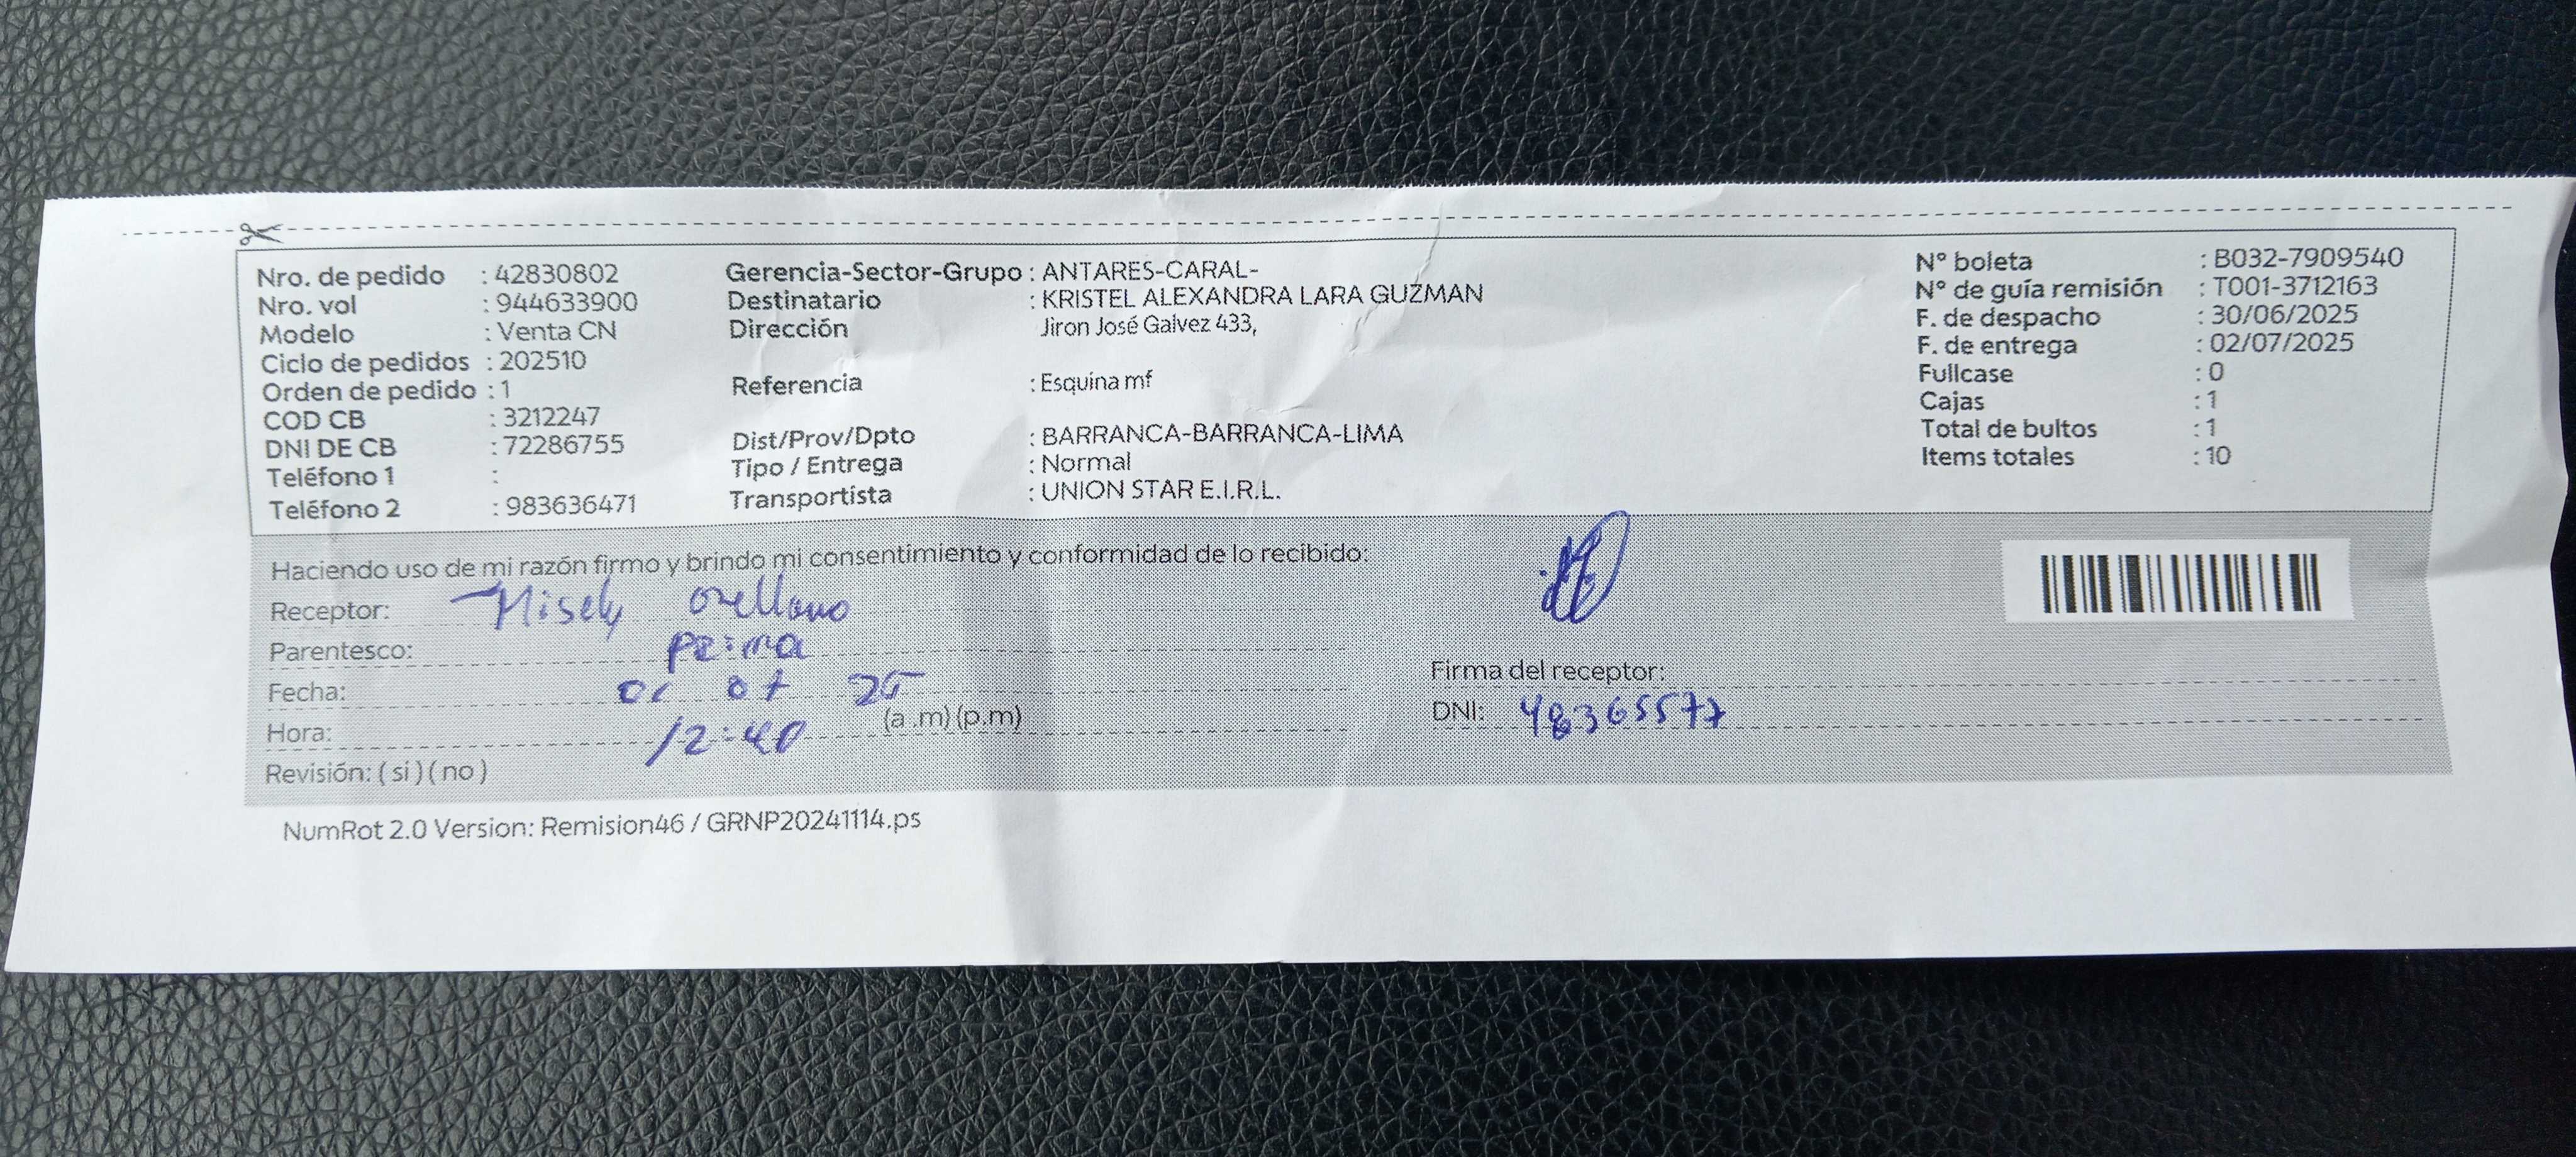 Nro. de pedido : 42830802
Nro. vol : 944633900
Modelo : Venta CN
Ciclo de pedidos : 202510
Orden de pedido : 1
COD CB : 3212247
DNI DE CB : 72286755
Teléfono 1 :
Teléfono 2 : 983636471
Gerencia-Sector-Grupo : ANTARES-CARAL-
Destinatario : KRISTEL ALEXANDRA LARA GUZMAN
Dirección Jiron José Galvez 433,
Referencia : Esquina mf
Dist/Prov/Dpto : BARRANCA-BARRANCA-LIMA
Tipo / Entrega : Normal
Transportista : UNION STAR E.I.R.L.
N° boleta : B032-7909540
N° de guía remisión : T001-3712163
F. de despacho : 30/06/2025
F. de entrega : 02/07/2025
Fullcase : 0
Cajas : 1
Total de bultos : 1
Items totales : 10
Haciendo uso de mi razón firmo y brindo mi consentimiento y conformidad de lo recibido:
Receptor: Misely Orellano
Parentesco: Prima
Fecha: 07 25
Hora: 12:40 (a .m) (p.m)
Revisión: ( si ) ( no )
Firma del receptor:
DNI: 48365577
NumRot 2.0 Version: Remision46 / GRNP20241114.ps